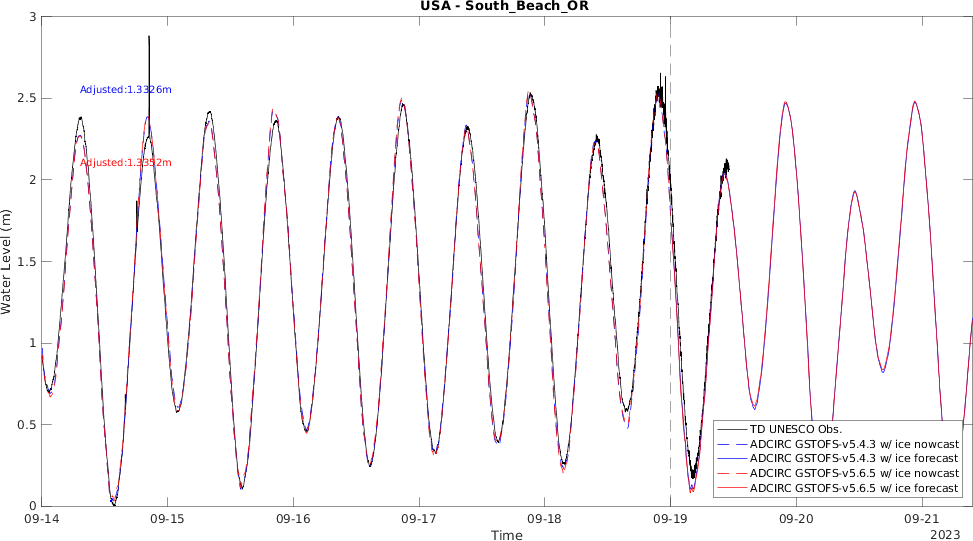 USA - South_Beach_OR
3
2.5
2
1.5
1
0.5
0
Water Level (m)
Adjusted:1.3326m
Adjusted:1.3352m
TD UNESCO Obs.
ADCIRC GSTOFS-v5.4.3 w/ ice nowcast
ADCIRC GSTOFS-v5.4.3 w/ ice forecast
ADCIRC GSTOFS-v5.6.5 w/ ice nowcast
ADCIRC GSTOFS-v5.6.5 w/ ice forecast
09-14 09-15 09-16 09-17 09-18 09-19 09-20 09-21
Time
2023